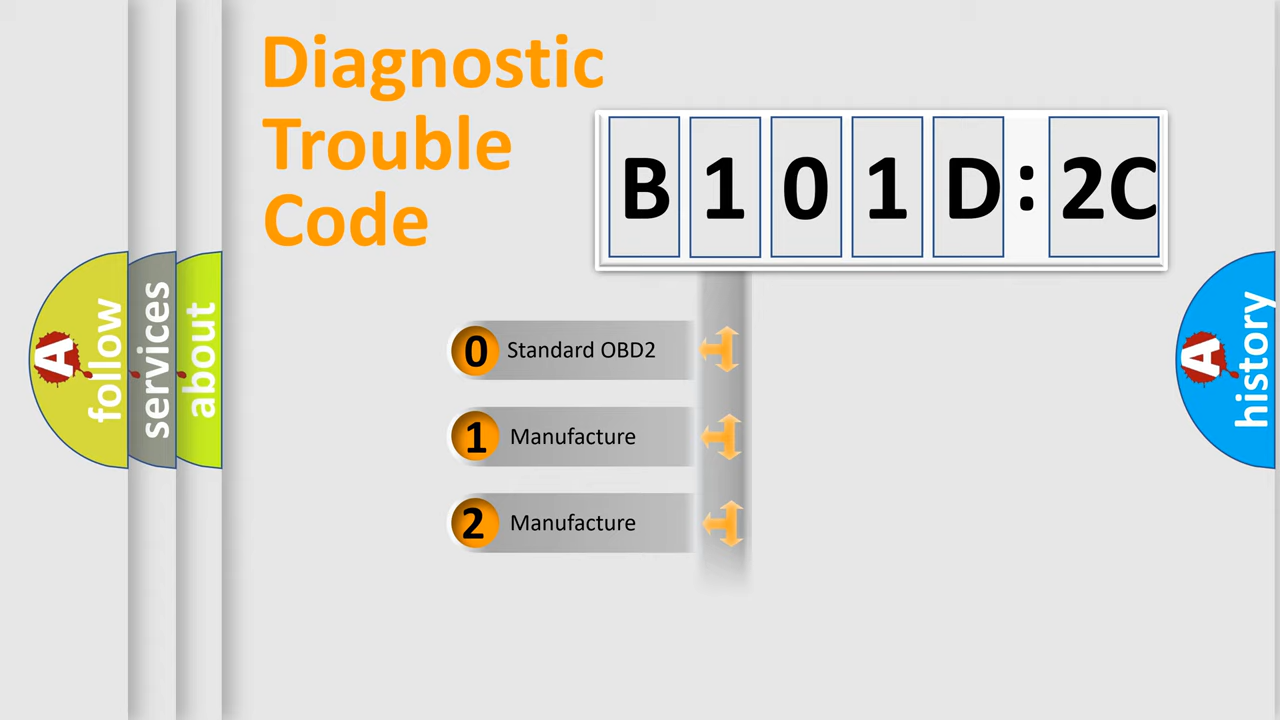 Diagnostic
Trouble
Code
B 1 0 1 D : 2C
0 Standard OBD2
1 Manufacture
2 Manufacture
A follow
services
about
A history